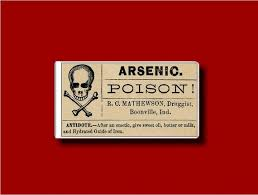 ARSENIC.
POISON!
R. C. MATHEWSON, Druggist,
Boonville, Ind.
ANTIDOTE.—After an emetic, give sweet oil, butter or milk,
and Hydrated Oxide of Iron.